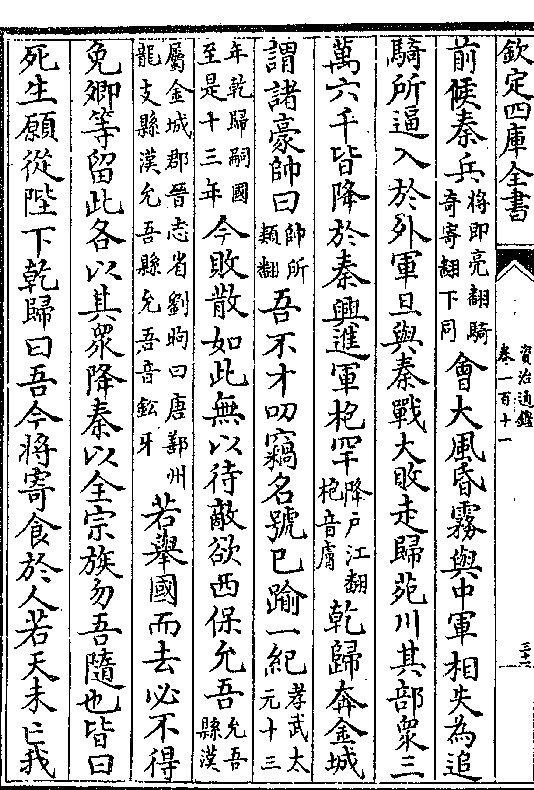 欽定四庫全書
資治通鑑
卷一百十一
前候秦兵將即亮翻騎奇寄翻下同會大風昏霧與中軍相失為追
騎所逼入於外軍旦與秦戰大敗走歸苑川其部衆三
萬六千皆降於秦興進軍枹罕降戶江翻枹音膚乾歸奔金城
謂諸豪帥曰帥所類翻吾不才叨竊名號已踰一紀孝武太元十三
年乾歸嗣國至是十三年今敗散如此無以待敵欲西保允吾允吾縣漢
屬金城郡晉志省劉昫曰唐鄯州龍支縣漢允吾縣允吾音鈆牙若舉國而去必不得
免卿等留此各以其衆降秦以全宗族勿吾隨也皆曰
死生願從陛下乾歸曰吾今將寄食於人若天未亡我